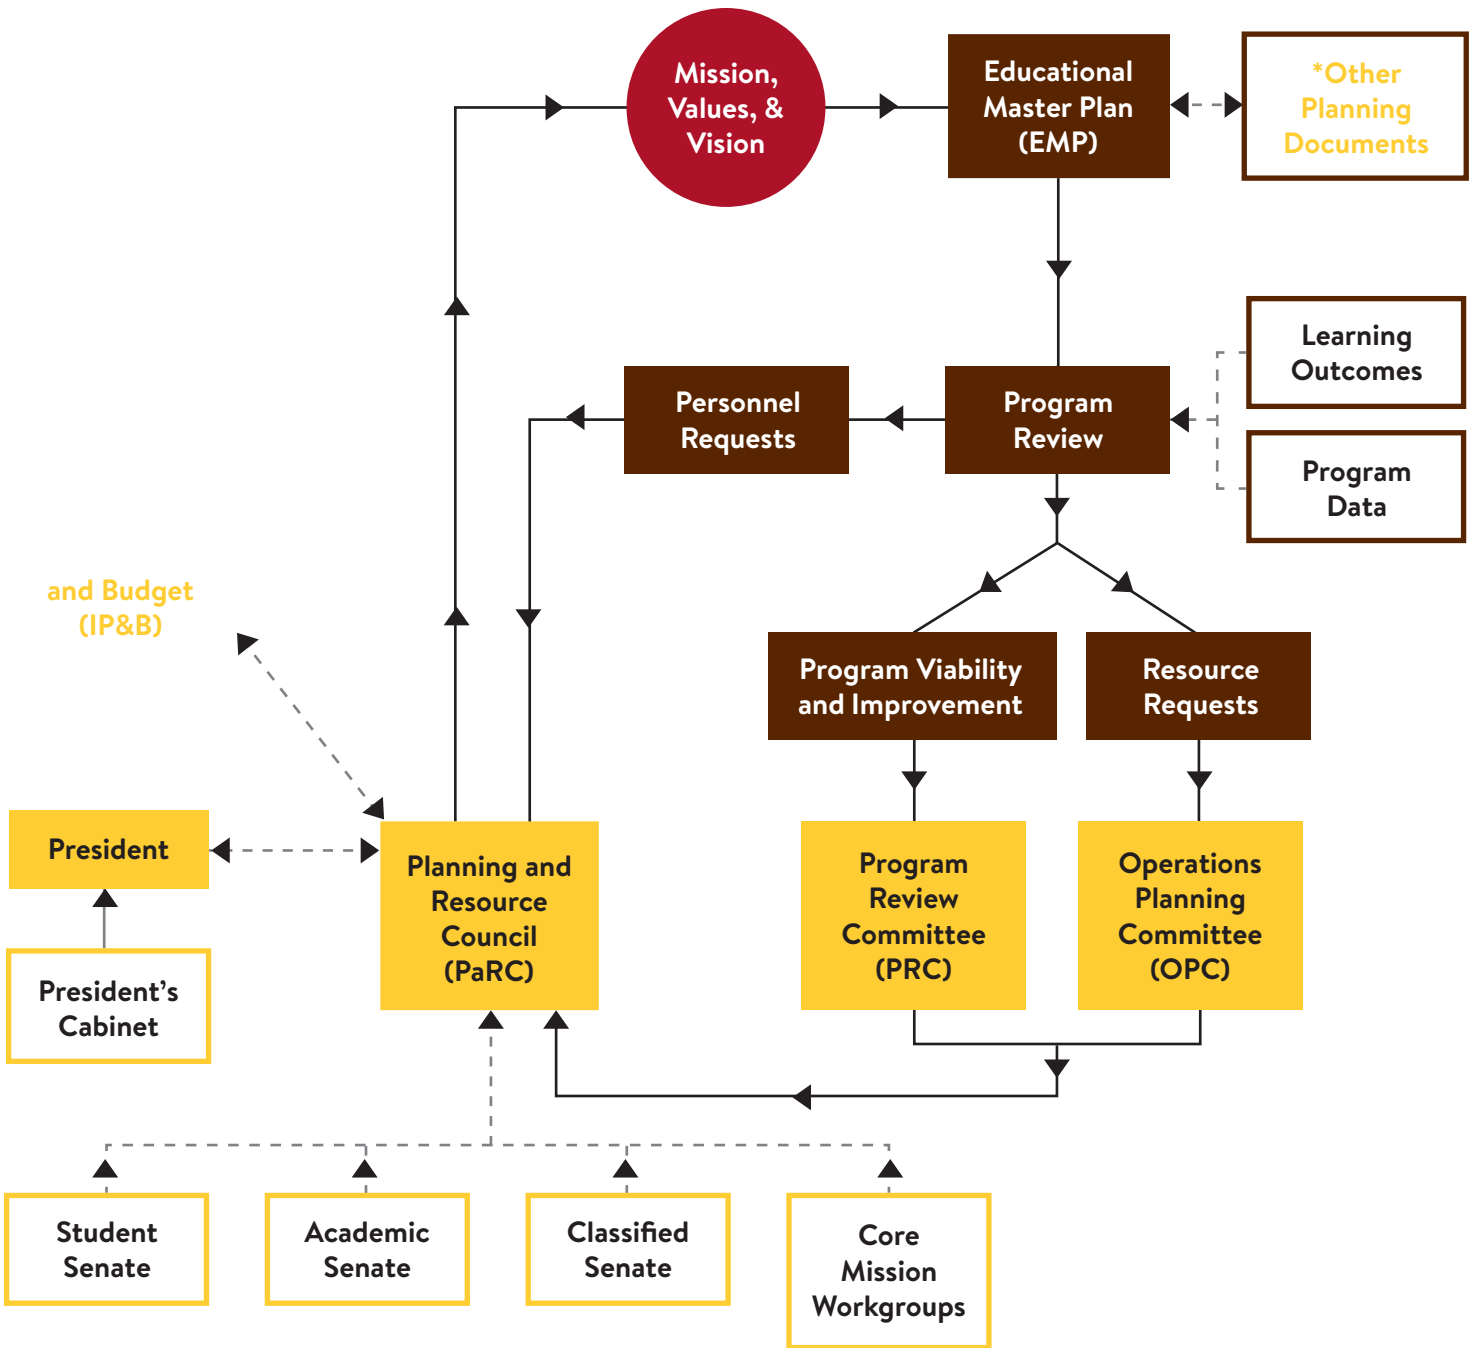 Mission,
Values, &
Vision
Educational
Master Plan
(EMP)
*Other
Planning
Documents
Learning
Outcomes
Personnel
Requests
Program
Review
Program
Data
and Budget
(IP&B)
Program Viability
and Improvement
Resource
Requests
President
Planning and
Resource
Council
(PaRC)
Program
Review
Committee
(PRC)
Operations
Planning
Committee
(OPC)
President’s
Cabinet
Student
Senate
Academic
Senate
Classified
Senate
Core
Mission
Workgroups